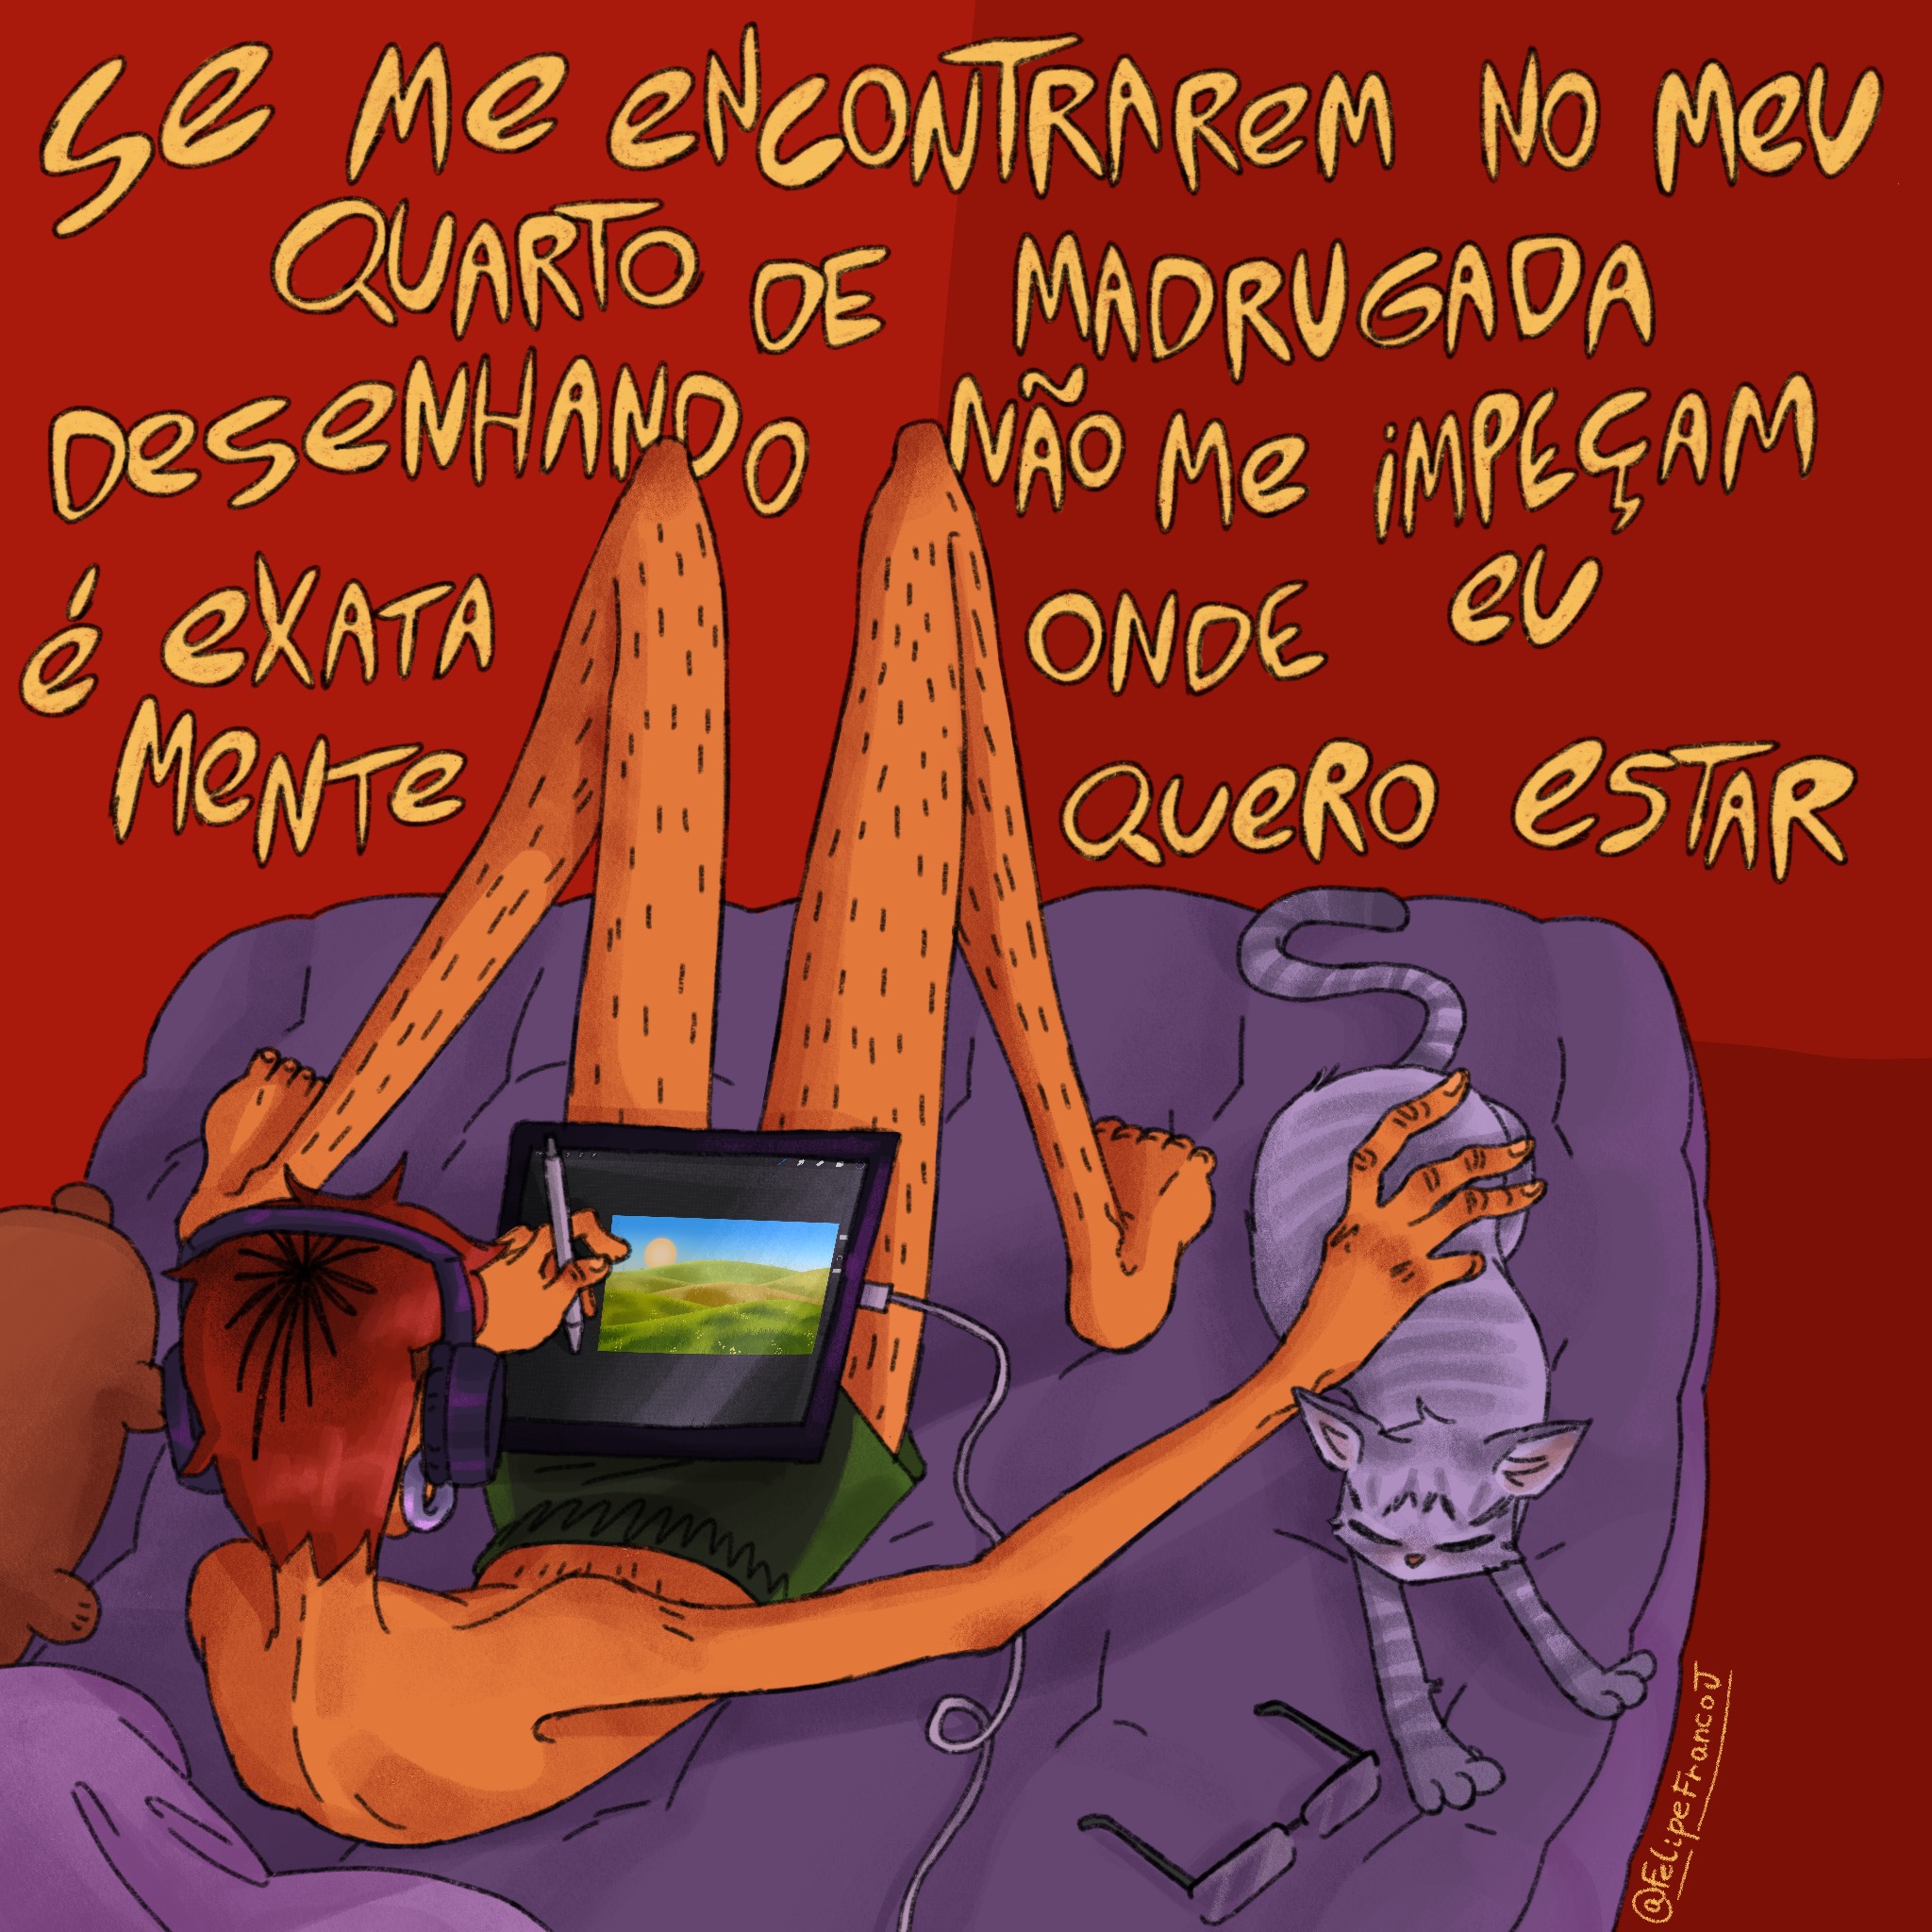 Se Me eNCONTRAReM NO MeU
QUARTO DE MADRUGADA
DeSeNHANDO NÃO Me iMPEÇAM
é eXATA ONDE eU
MeNTe QUeRO eSTAR
@FelipeFrancoJ